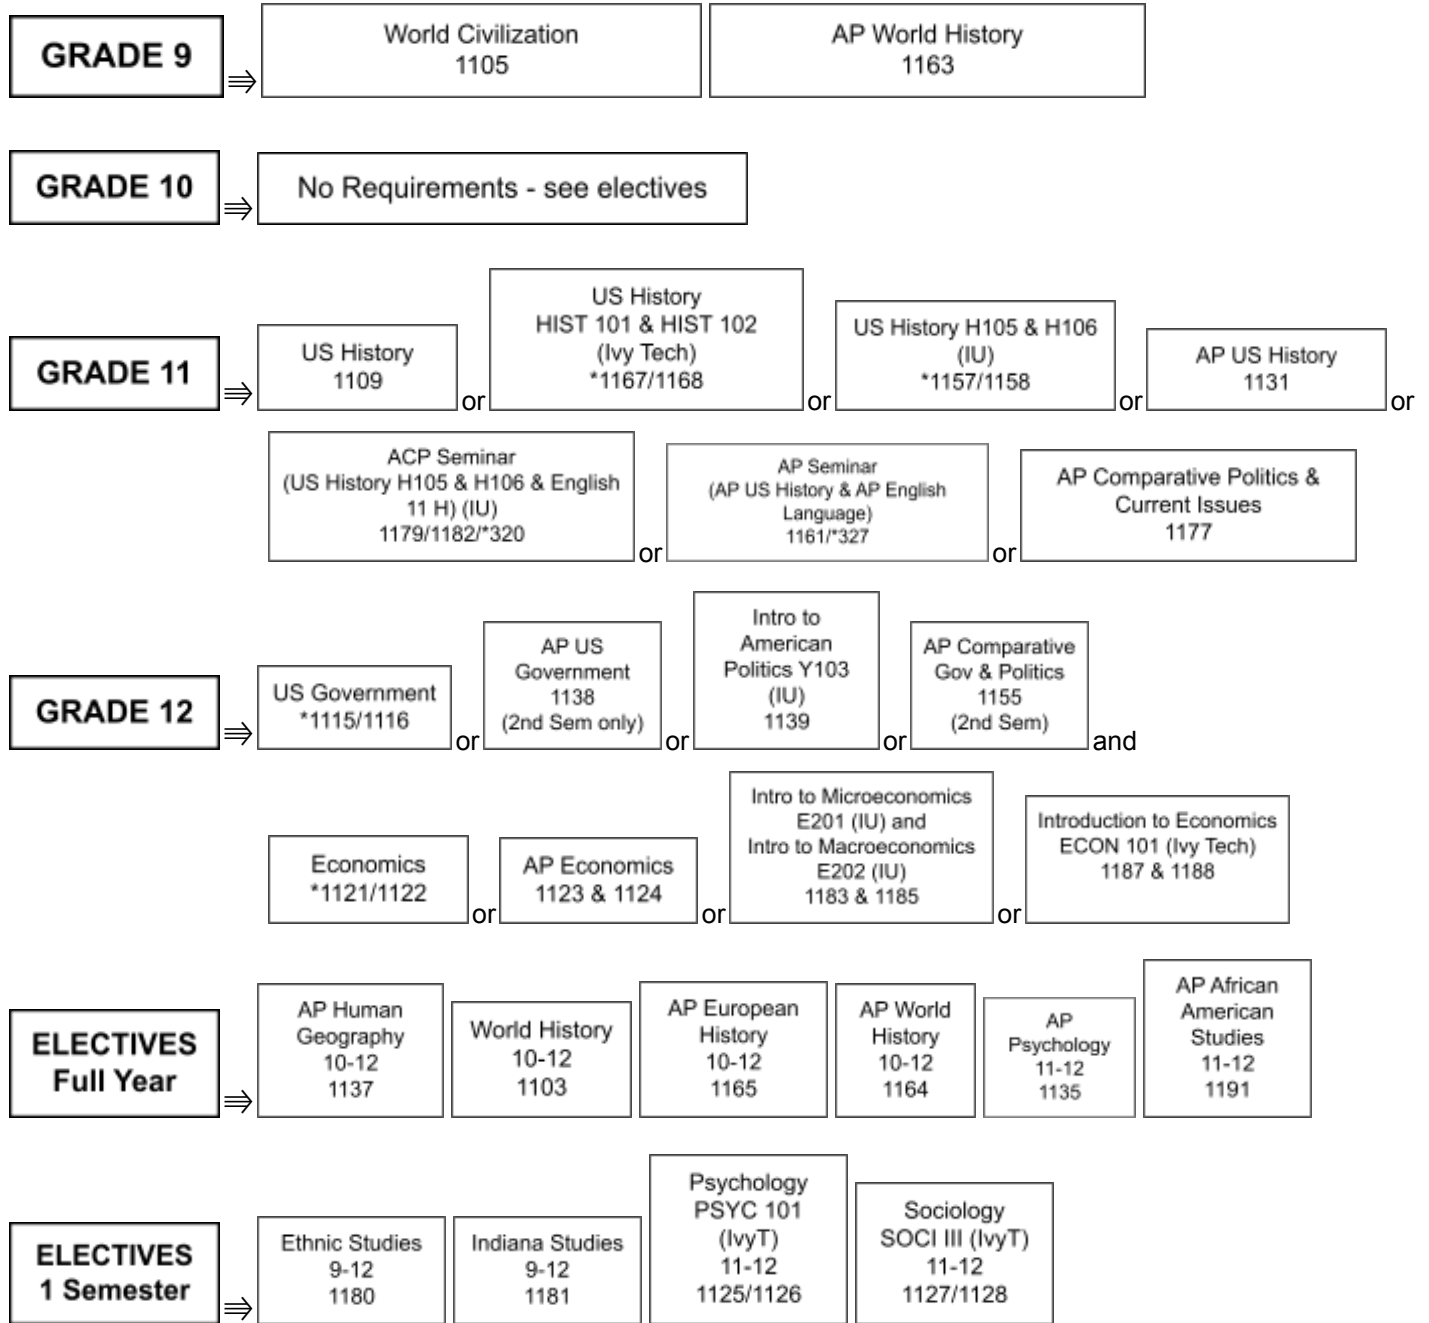 GRADE 9
⇛
World Civilization
1105
AP World History
1163
GRADE 10
⇛
No Requirements - see electives
GRADE 11
⇛
US History
1109
or
US History
HIST 101 & HIST 102
(Ivy Tech)
*1167/1168
or
US History H105 & H106
(IU)
*1157/1158
or
AP US History
1131
or
ACP Seminar
(US History H105 & H106 & English
11 H) (IU)
1179/1182/*320
or
AP Seminar
(AP US History & AP English
Language)
1161/*327
or
AP Comparative Politics &
Current Issues
1177
GRADE 12
⇛
US Government
*1115/1116
or
AP US
Government
1138
(2nd Sem only)
or
Intro to
American
Politics Y103
(IU)
1139
or
AP Comparative
Gov & Politics
1155
(2nd Sem)
and
Economics
*1121/1122
or
AP Economics
1123 & 1124
or
Intro to Microeconomics
E201 (IU) and
Intro to Macroeconomics
E202 (IU)
1183 & 1185
or
Introduction to Economics
ECON 101 (Ivy Tech)
1187 & 1188
ELECTIVES
Full Year
⇛
AP Human
Geography
10-12
1137
World History
10-12
1103
AP European
History
10-12
1165
AP World
History
10-12
1164
AP
Psychology
11-12
1135
AP African
American
Studies
11-12
1191
ELECTIVES
1 Semester
⇛
Ethnic Studies
9-12
1180
Indiana Studies
9-12
1181
Psychology
PSYC 101
(IvyT)
11-12
1125/1126
Sociology
SOCI III (IvyT)
11-12
1127/1128